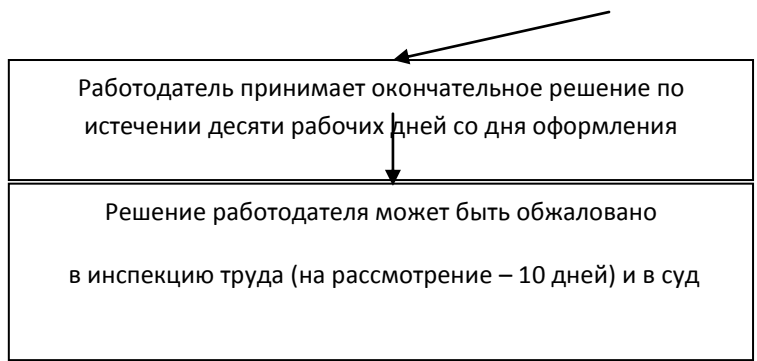 Работодатель принимает окончательное решение по
истечении десяти рабочих дней со дня оформления
Решение работодателя может быть обжаловано
в инспекцию труда (на рассмотрение – 10 дней) и в суд